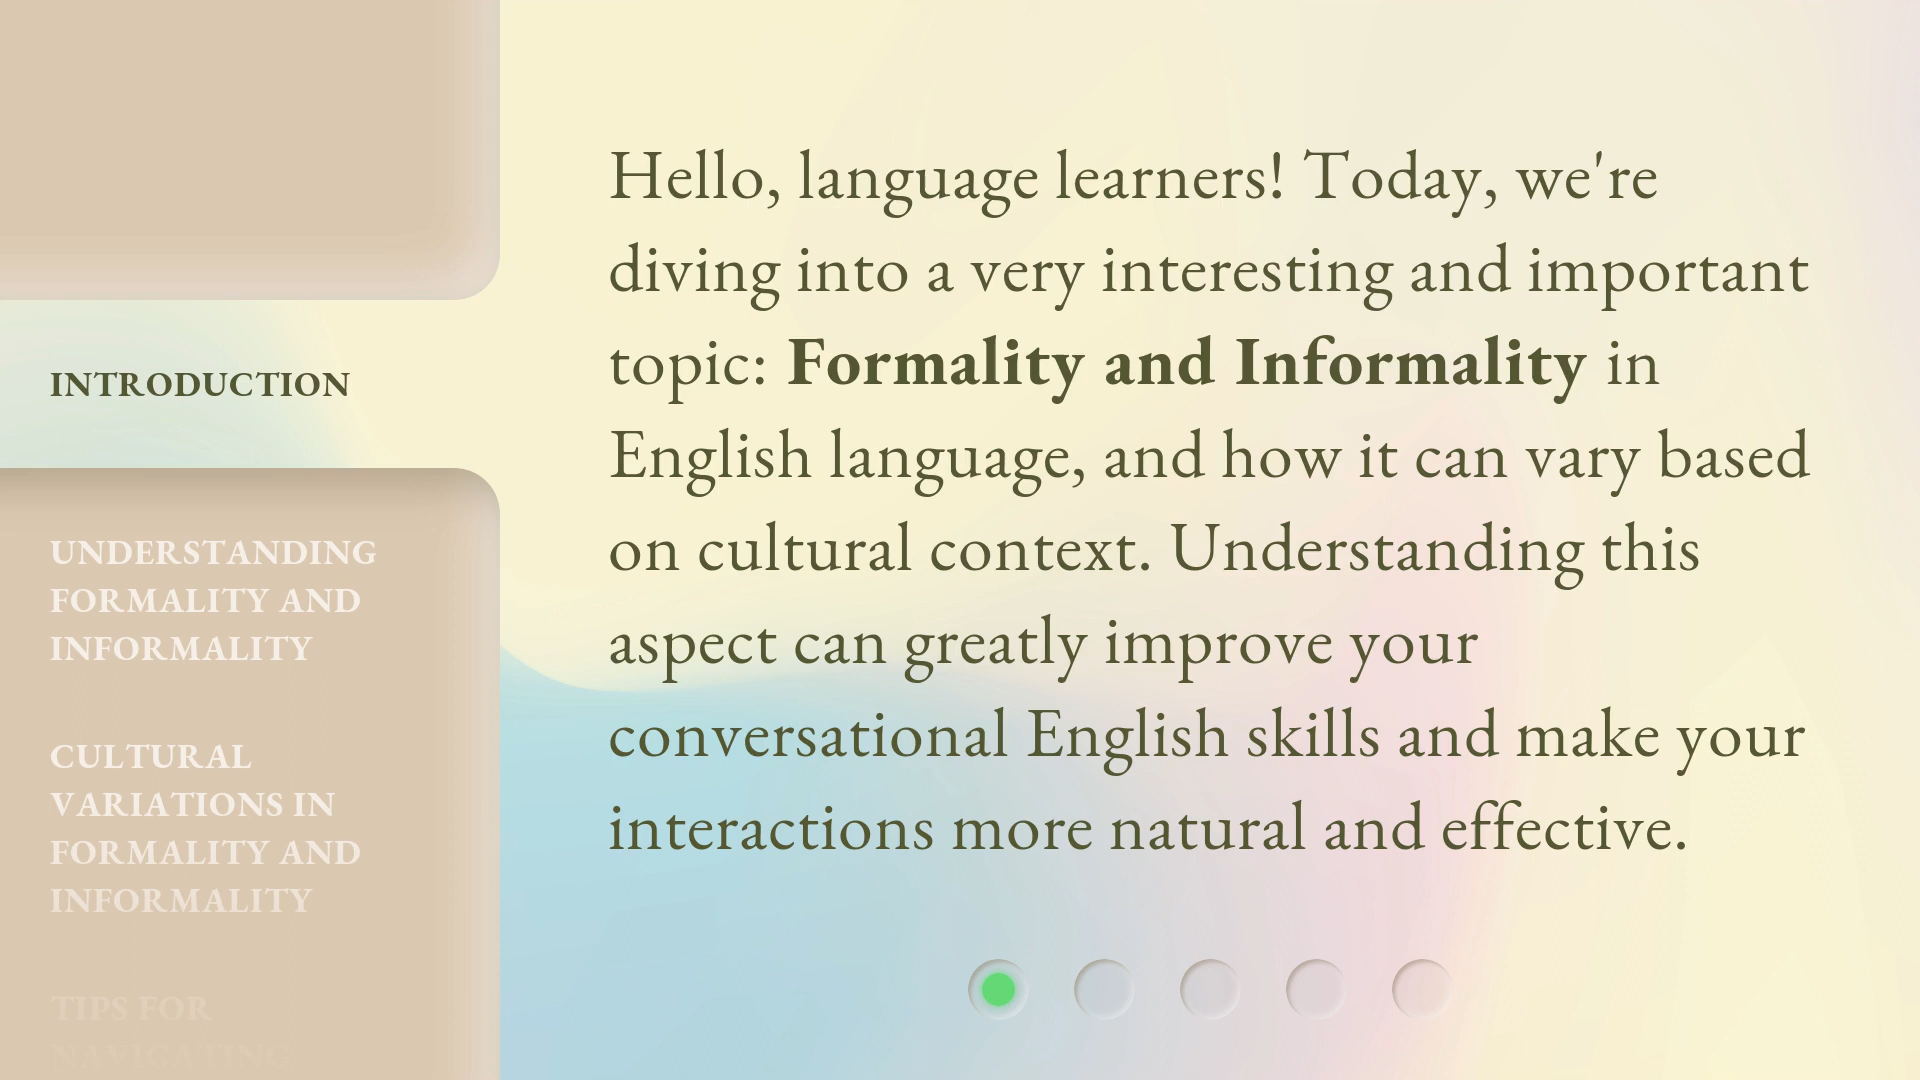 INTRODUCTION
UNDERSTANDING
FORMALITY AND
INFORMALITY
CULTURAL
VARIATIONS IN
FORMALITY AND
INFORMALITY
TIPS FOR
NAVIGATING
Hello, language learners! Today, we're
diving into a very interesting and important
topic: Formality and Informality in
English language, and how it can vary based
on cultural context. Understanding this
aspect can greatly improve your
conversational English skills and make your
interactions more natural and effective.